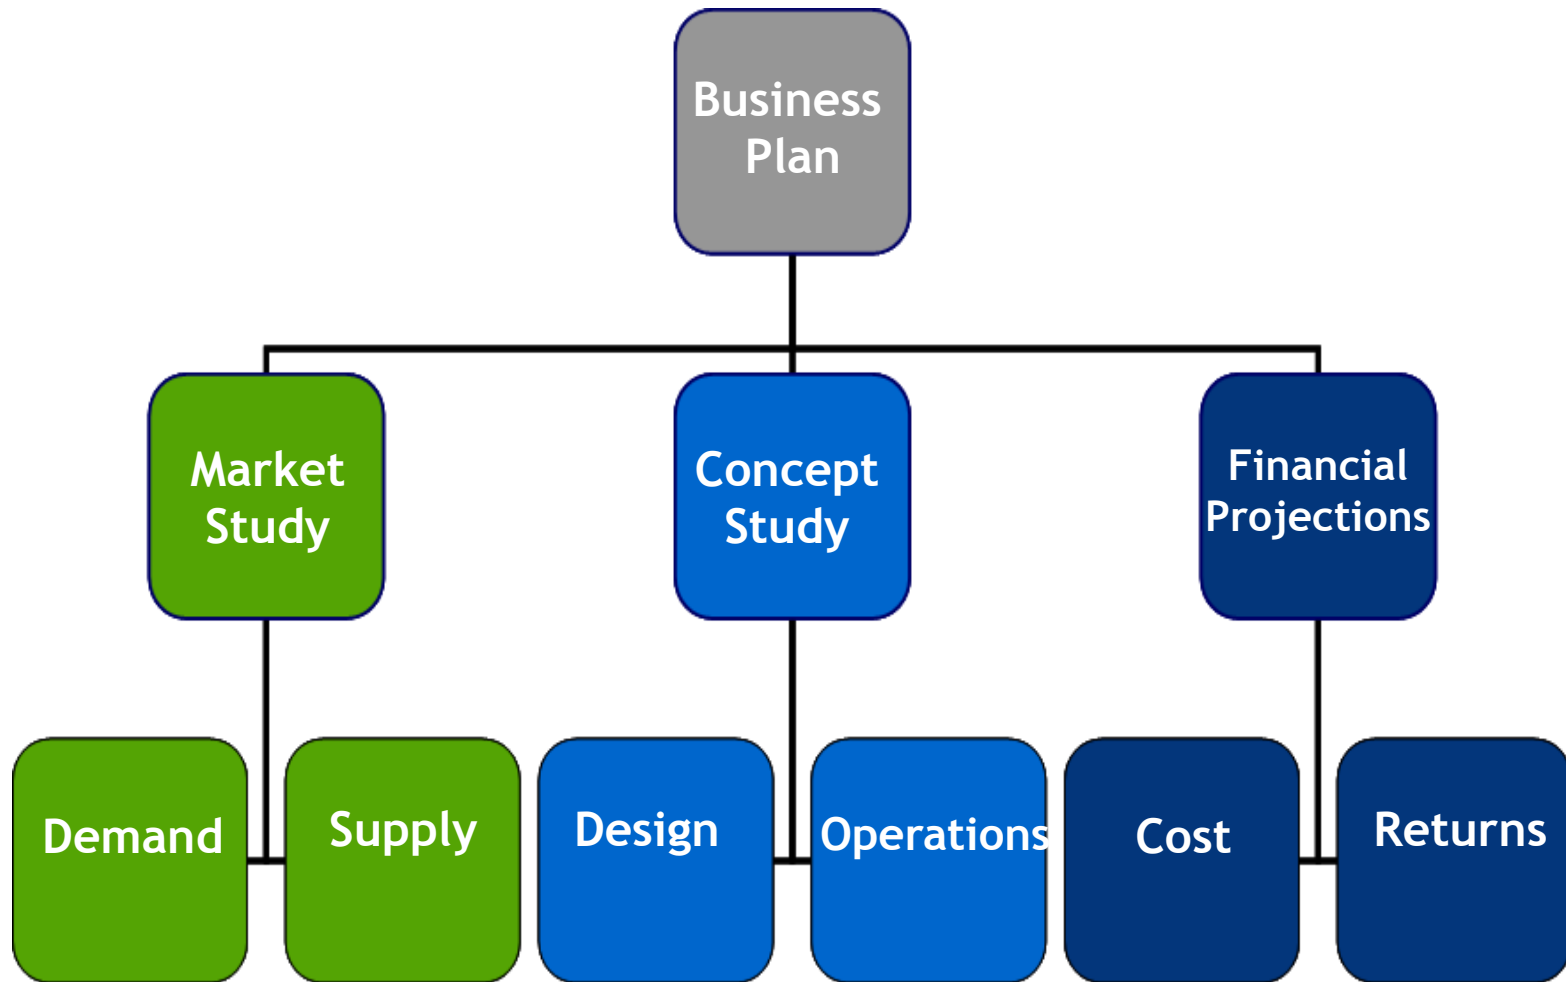 Business
Plan
Market
Study
Concept
Study
Financial
Projections
Demand
Supply
Design
Operations
Cost
Returns